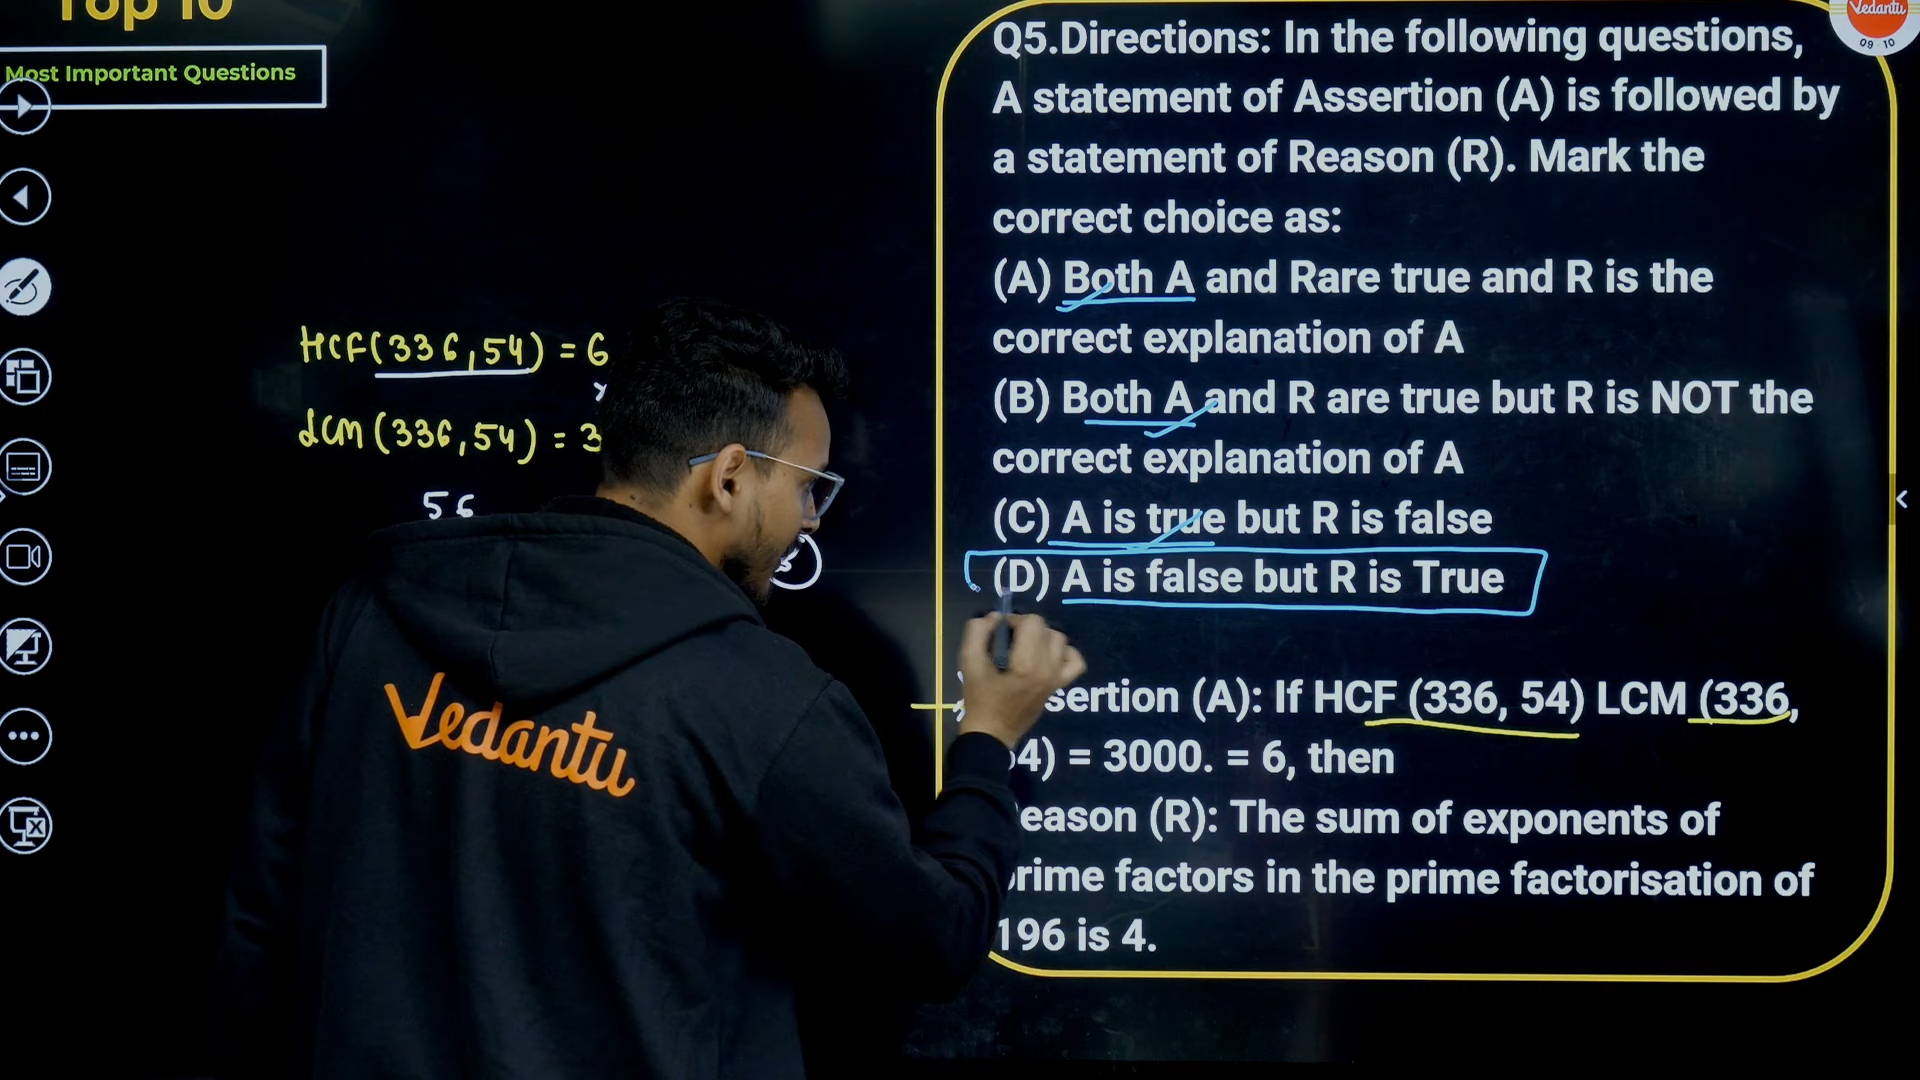 Top 10
Most Important Questions
HCF(336,54) = 6
LCM (336,54) = 3
56
Vedantu
Vedantu
09 - 10
Q5.Directions: In the following questions,
A statement of Assertion (A) is followed by
a statement of Reason (R). Mark the
correct choice as:
(A) Both A and Rare true and R is the
correct explanation of A
(B) Both A and R are true but R is NOT the
correct explanation of A
(C) A is true but R is false
(D) A is false but R is True
sertion (A): If HCF (336, 54) LCM (336,
4) = 3000. = 6, then
eason (R): The sum of exponents of
rime factors in the prime factorisation of
196 is 4.